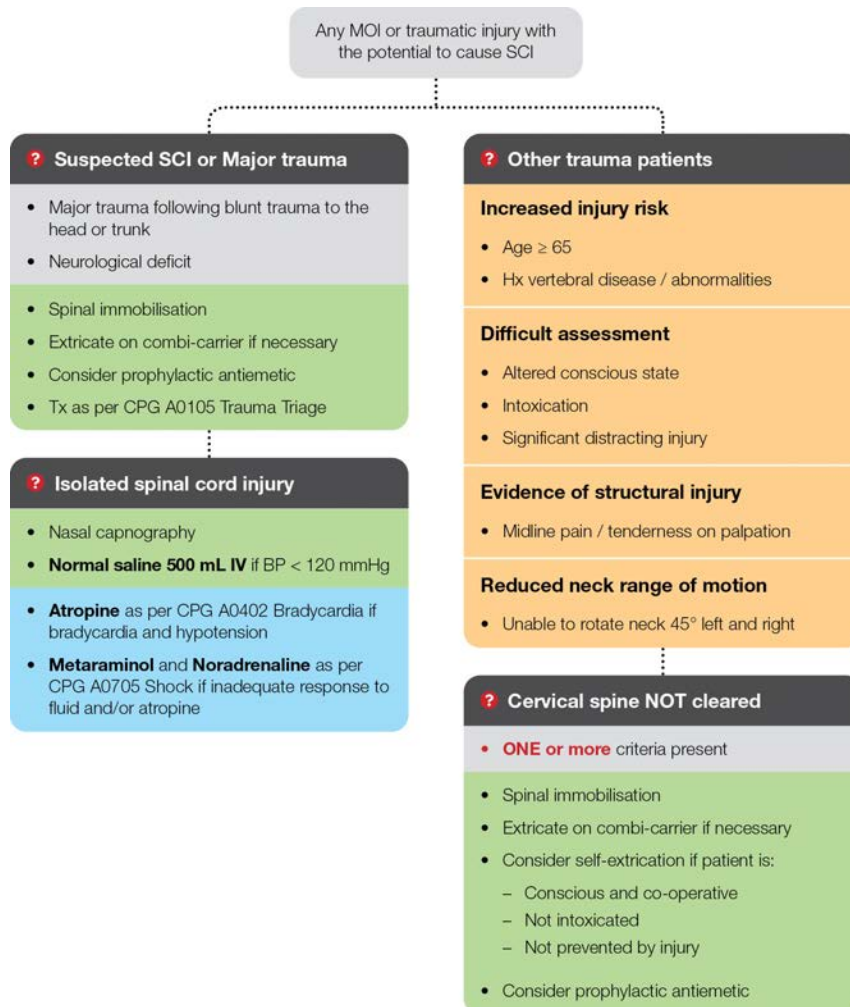 Any MOI or traumatic injury with
the potential to cause SCI
? Suspected SCI or Major trauma
• Major trauma following blunt trauma to the
head or trunk
• Neurological deficit
• Spinal immobilisation
• Extricate on combi-carrier if necessary
• Consider prophylactic antiemetic
• Tx as per CPG A0105 Trauma Triage
? Isolated spinal cord injury
• Nasal capnography
• Normal saline 500 mL IV if BP < 120 mmHg
• Atropine as per CPG A0402 Bradycardia if
bradycardia and hypotension
• Metaraminol and Noradrenaline as per
CPG A0705 Shock if inadequate response to
fluid and/or atropine
? Other trauma patients
Increased injury risk
• Age ≥ 65
• Hx vertebral disease / abnormalities
Difficult assessment
• Altered conscious state
• Intoxication
• Significant distracting injury
Evidence of structural injury
• Midline pain / tenderness on palpation
Reduced neck range of motion
• Unable to rotate neck 45° left and right
? Cervical spine NOT cleared
• ONE or more criteria present
• Spinal immobilisation
• Extricate on combi-carrier if necessary
• Consider self-extrication if patient is:
– Conscious and co-operative
– Not intoxicated
– Not prevented by injury
• Consider prophylactic antiemetic